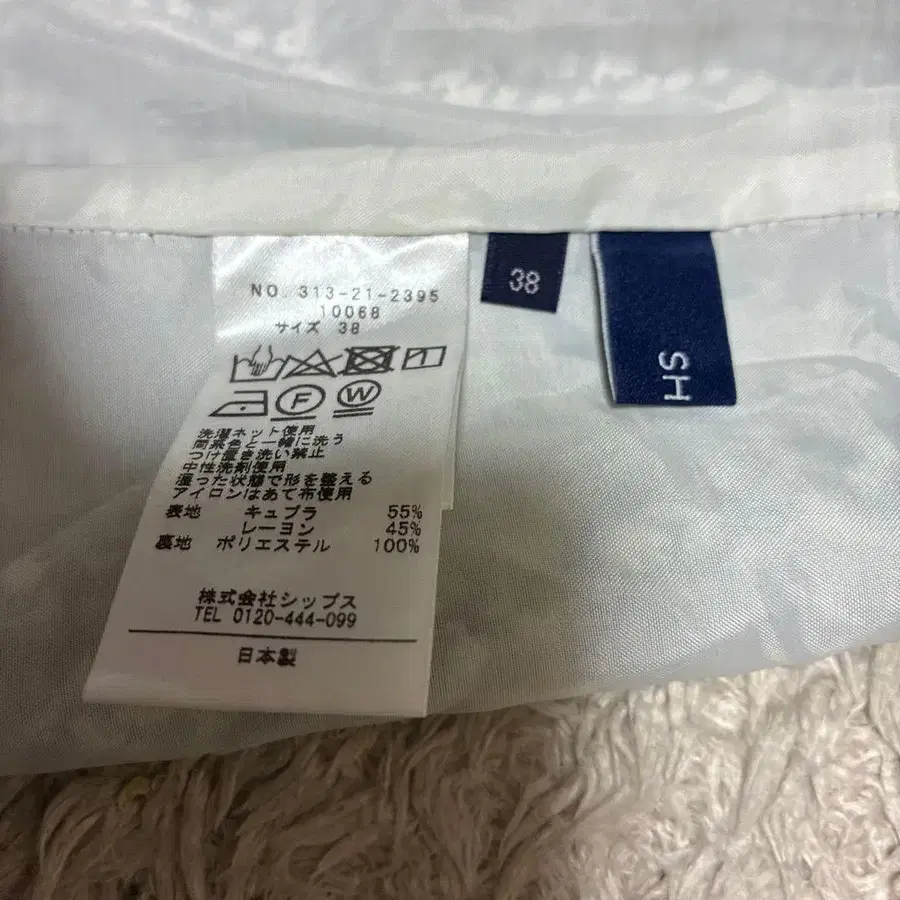 NO. 313-21-2395
10068
サイズ 38
F W
洗濯ネット使用
同系色と一緒に洗う
つけ置き洗い禁止
中性洗剤使用
湿った状態で形を整える
アイロンはあて布使用
表地 キュプラ 55%
レーヨン 45%
裏地 ポリエステル 100%
株式会社シップス
TEL 0120-444-099
日本製
38
SH